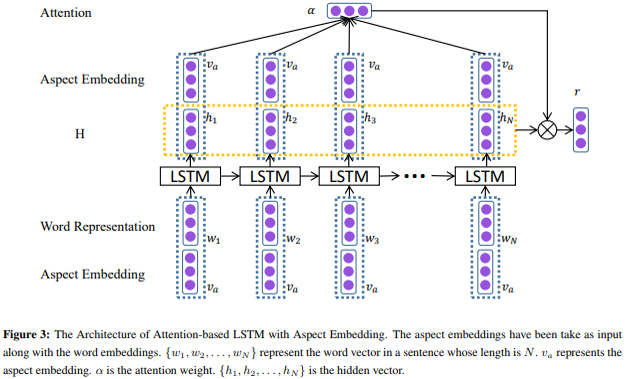 Attention
α
Aspect Embedding
v_a v_a v_a v_a
r
H
h_1 h_2 h_3 h_N
LSTM LSTM LSTM ••• LSTM
Word Representation
w_1 w_2 w_3 w_N
Aspect Embedding
v_a v_a v_a v_a
Figure 3: The Architecture of Attention-based LSTM with Aspect Embedding. The aspect embeddings have been take as input
along with the word embeddings. {w_1, w_2, . . . , w_N} represent the word vector in a sentence whose length is N. v_a represents the
aspect embedding. α is the attention weight. {h_1, h_2, . . . , h_N} is the hidden vector.